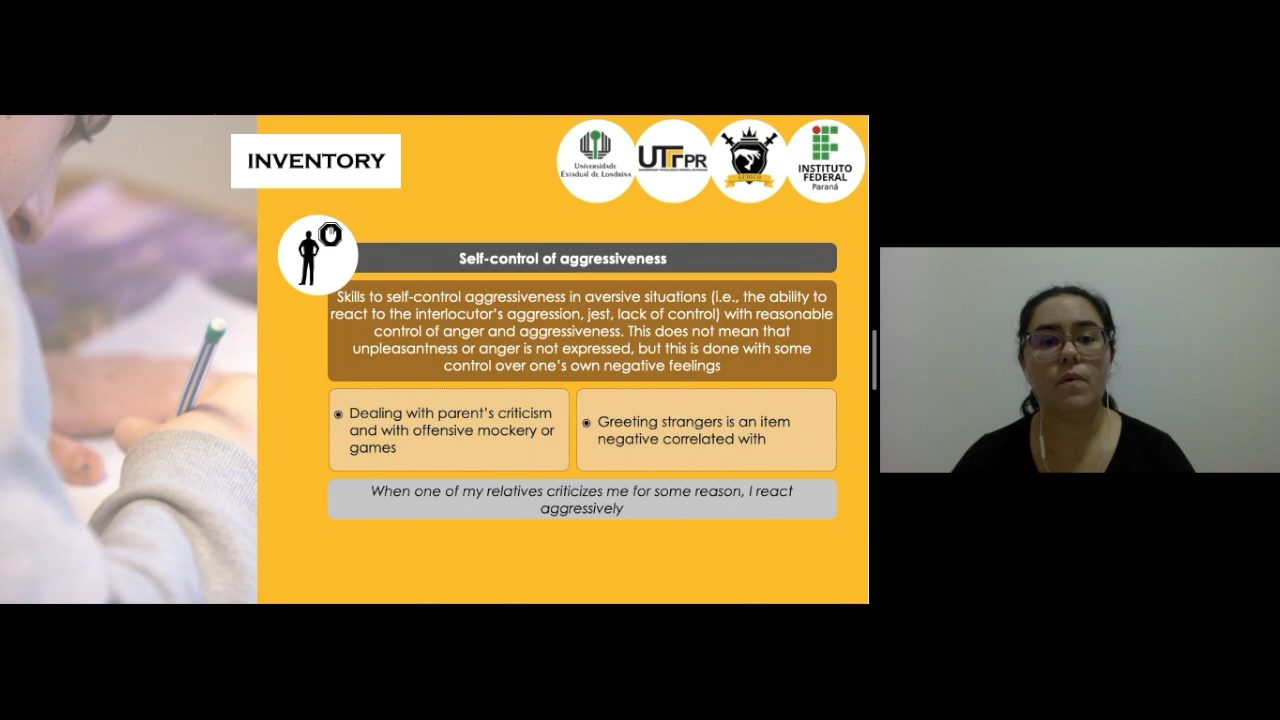 INVENTORY
UNIVERSIDADE
ESTADUAL DE LONDRINA
UTFPR
LUDICO
INSTITUTO
FEDERAL
Paraná
Self-control of aggressiveness
Skills to self-control aggressiveness in aversive situations (i.e., the ability to
react to the interlocutor's aggression, jest, lack of control) with reasonable
control of anger and aggressiveness. This does not mean that
unpleasantness or anger is not expressed, but this is done with some
control over one's own negative feelings
Dealing with parent's criticism
and with offensive mockery or
games
Greeting strangers is an item
negative correlated with
When one of my relatives criticizes me for some reason, I react
aggressively